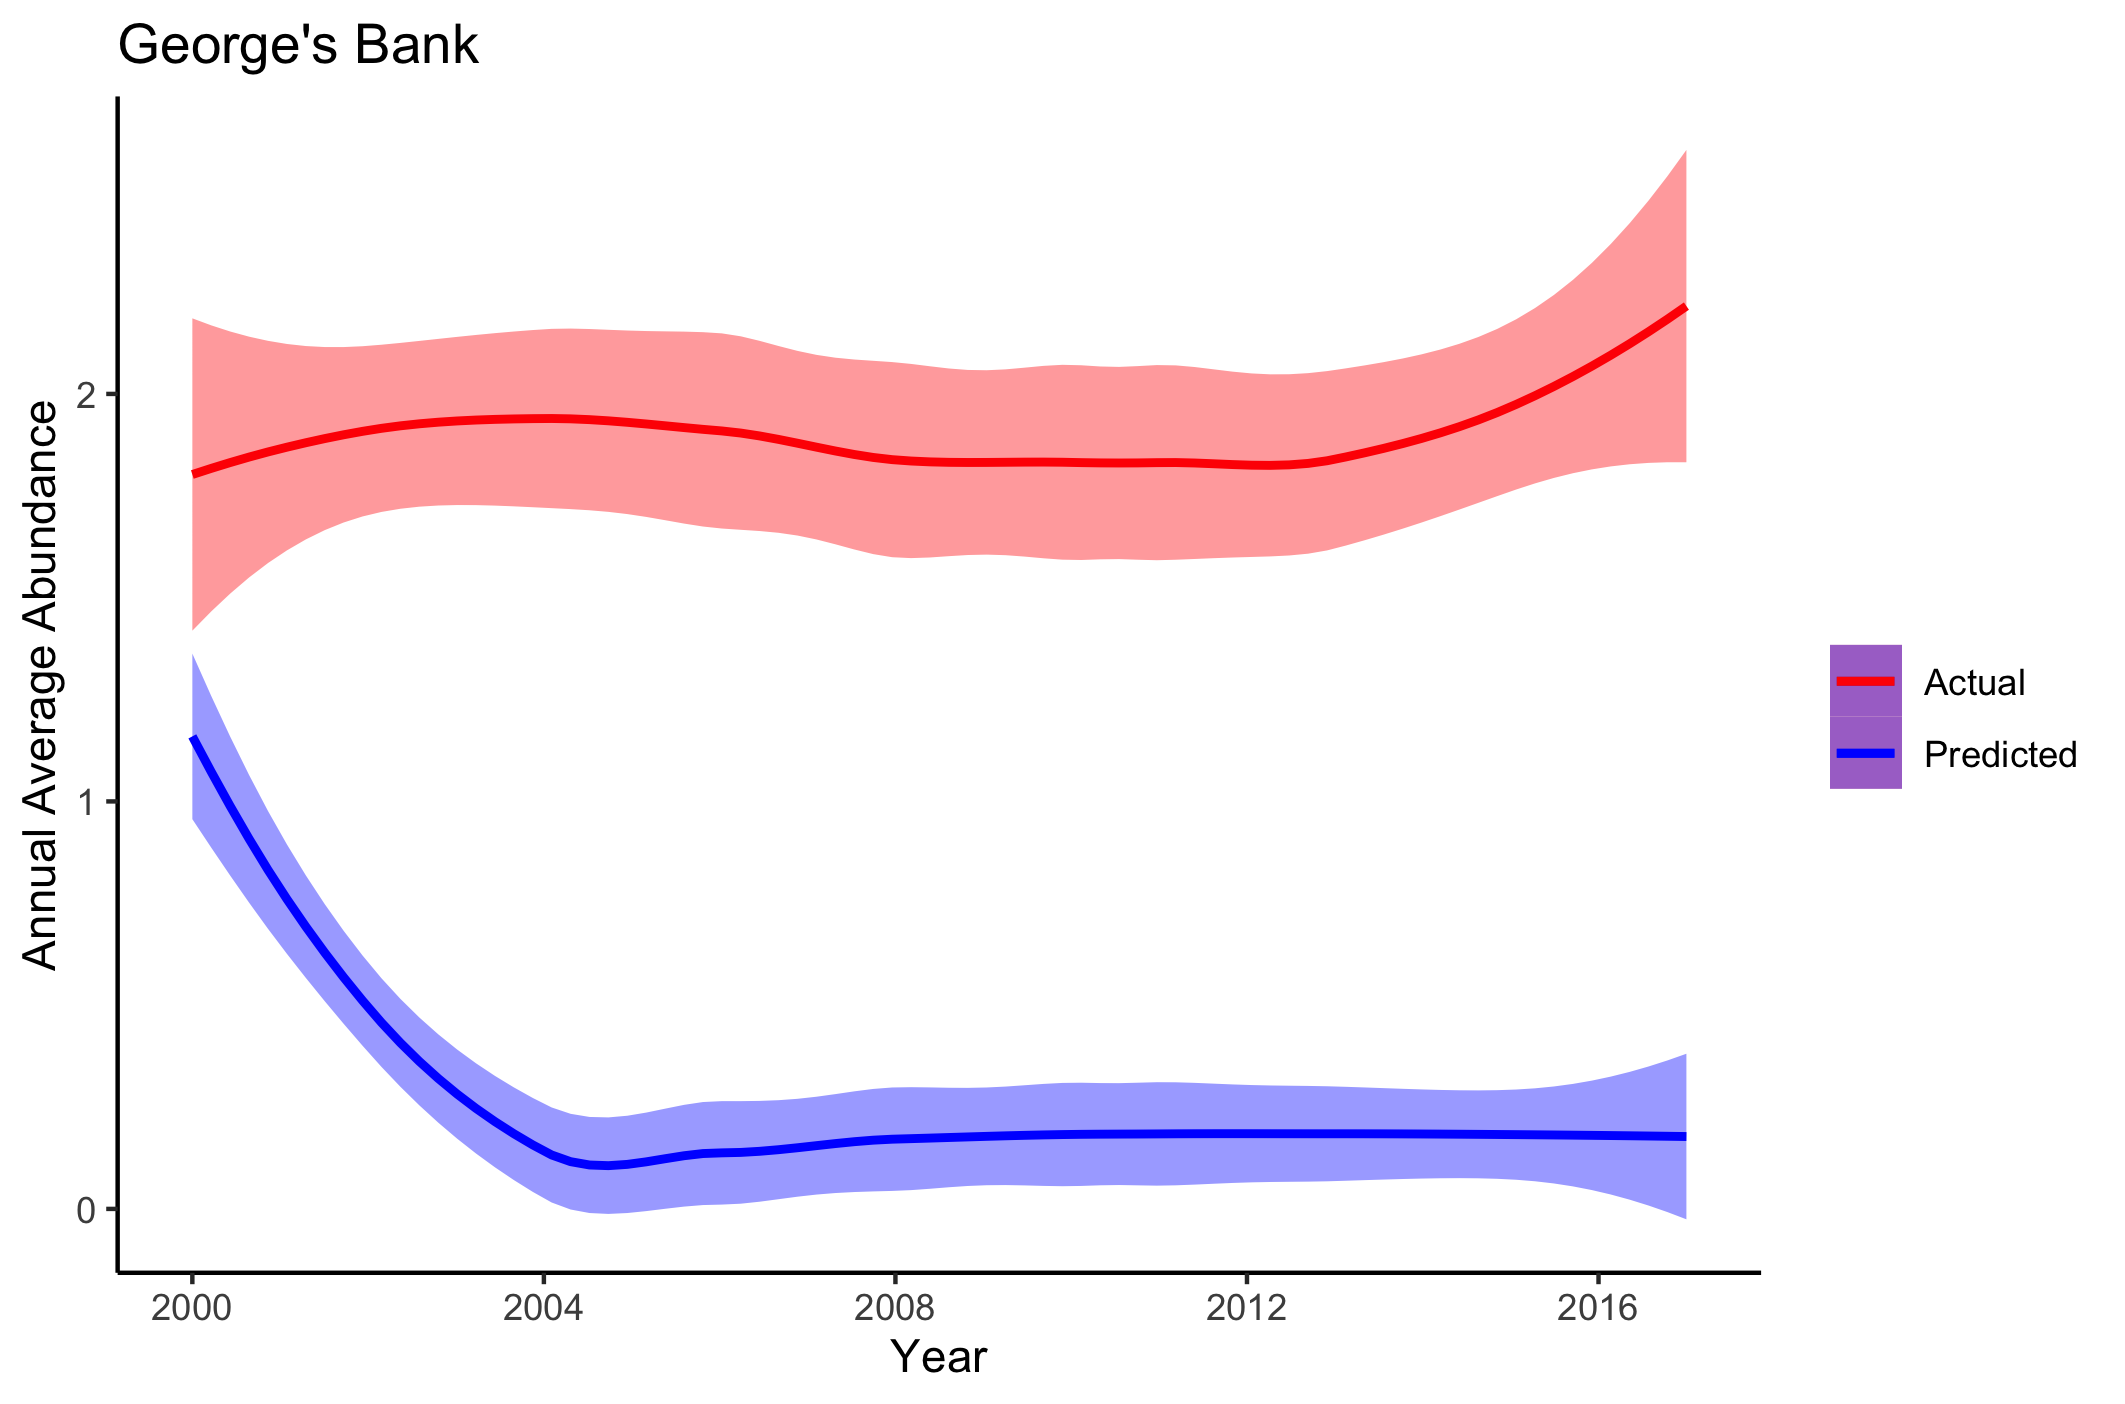 George's Bank
Annual Average Abundance
2
1
0
2000 2004 2008 2012 2016
Year
Actual
Predicted